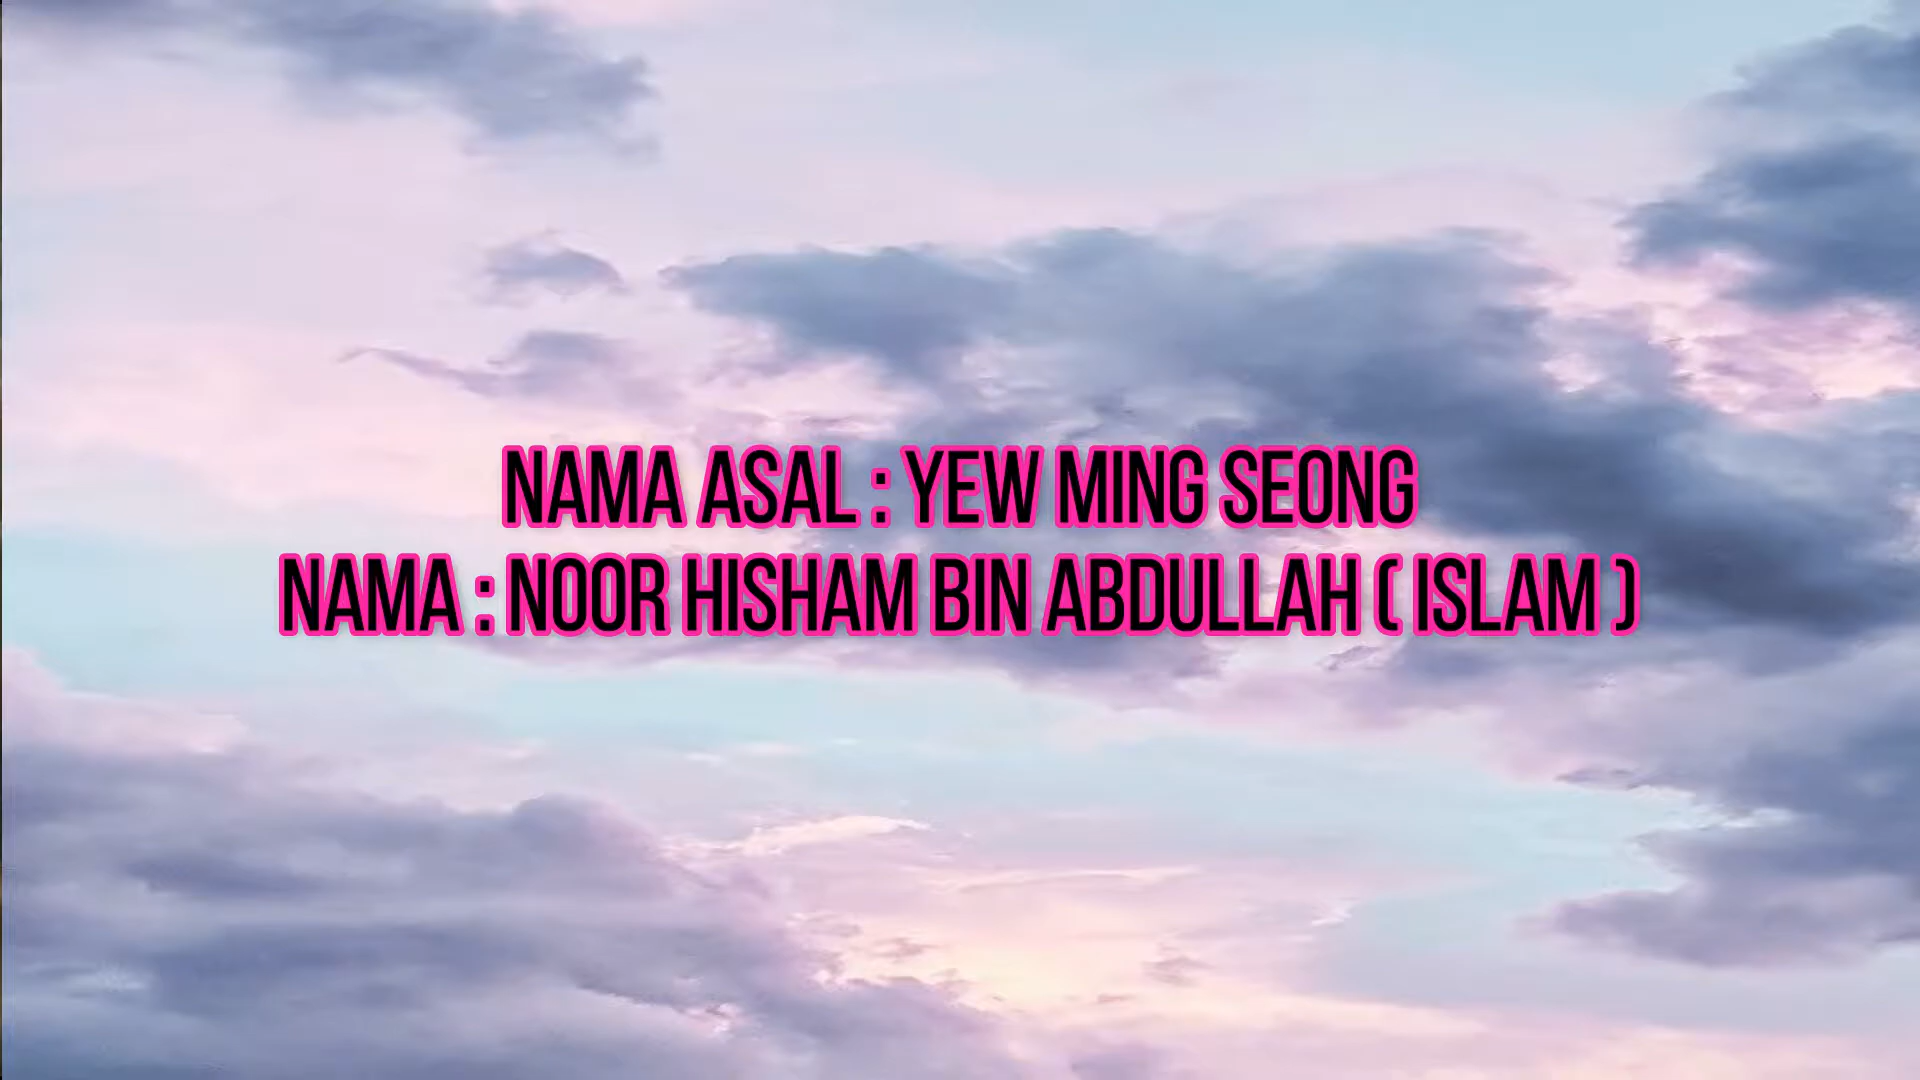 NAMA ASAL : YEW MING SEONG
NAMA : NOOR HISHAM BIN ABDULLAH ( ISLAM )